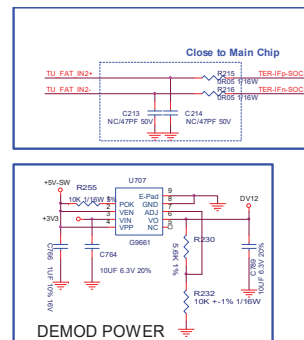 Close to Main Chip
TU_FAT_IN2+
R215
TER-IFp-SOC
0R05 1/16W
TU_FAT_IN2-
R216
TER-IFn-SOC
0R05 1/16W
C213
C214
NC/47PF 50V
NC/47PF 50V
+5V-SW
R255
U707
DV12
10K 1/16W 5%
E-Pad
9
1
POK
GND
8
2
VEN
ADJ
7
+3V3
3
VIN
VO
6
4
VPP
NC
5
G9661
R230
5.49K 1%
C766
1UF 10% 16V
C764
10UF 6.3V 20%
C769
10UF 6.3V 20%
R232
10K +-1% 1/16W
DEMOD POWER